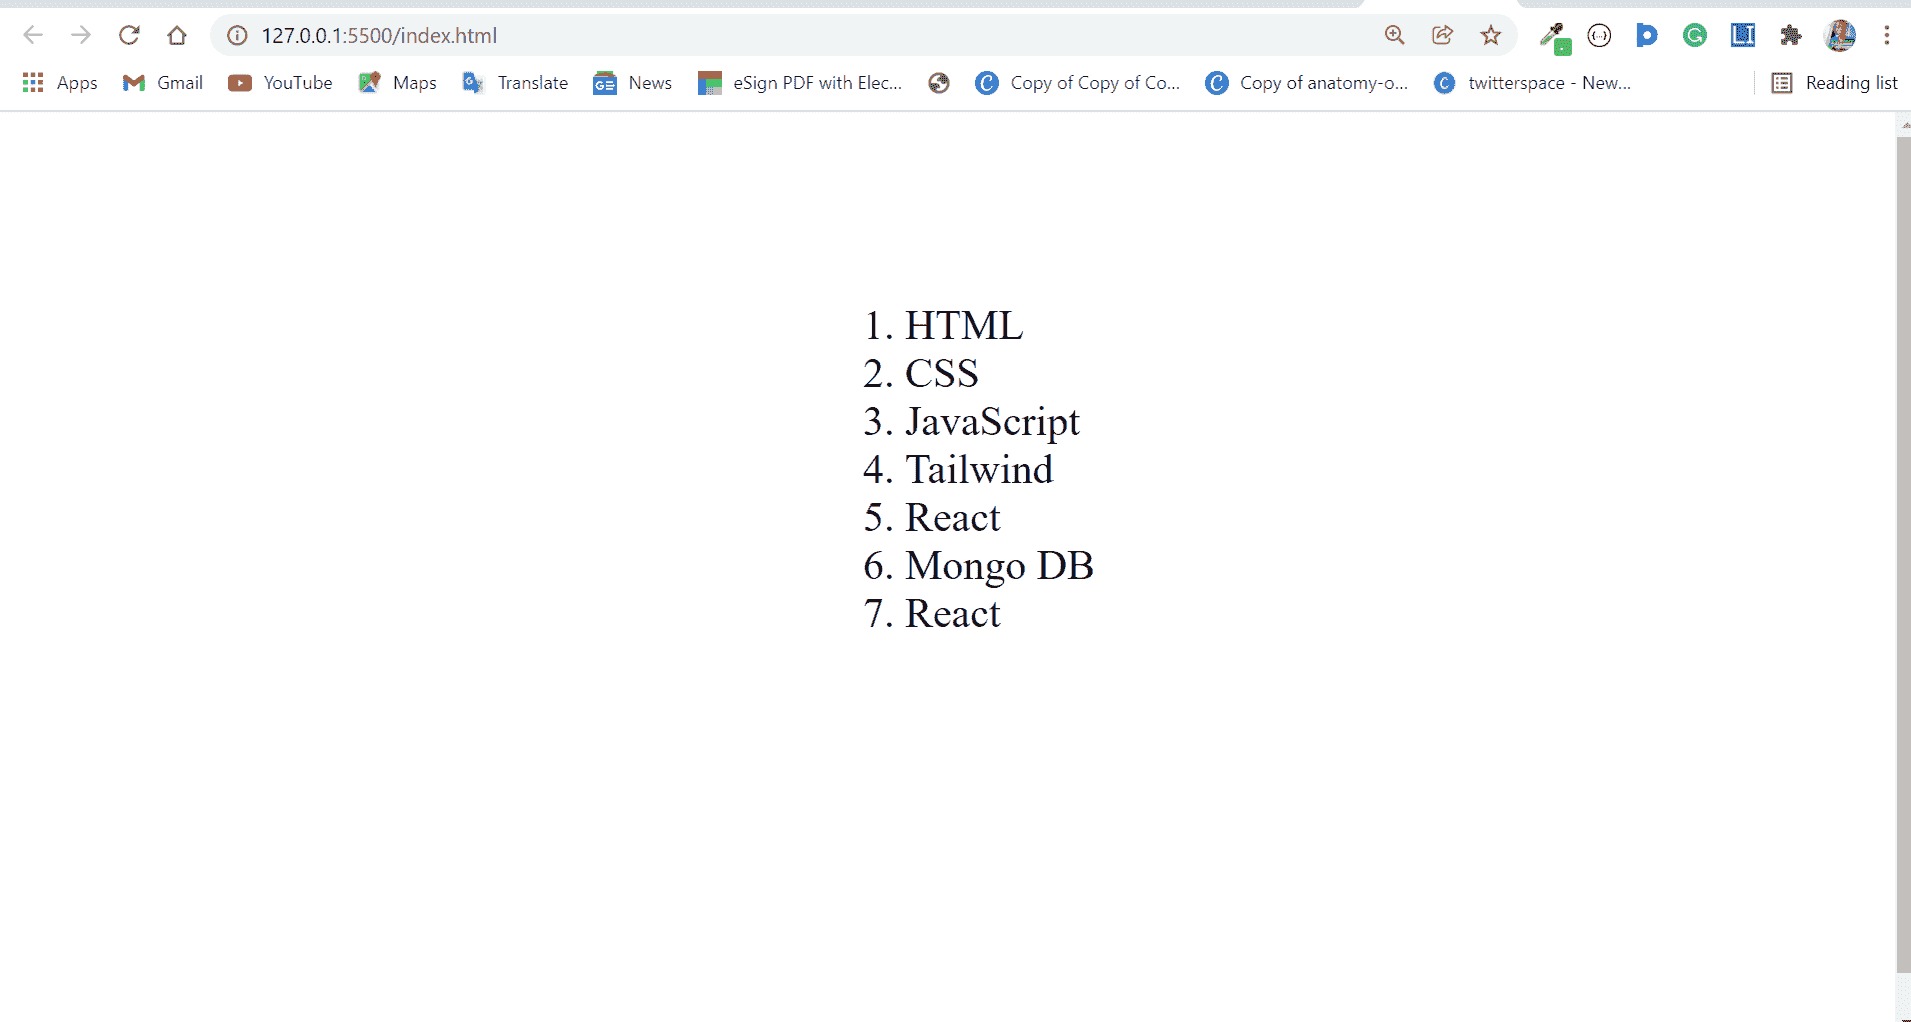 127.0.0.1:5500/index.html
Apps Gmail YouTube Maps Translate News eSign PDF with Elec... Copy of Copy of Co... Copy of anatomy-o... twitterspace - New... Reading list
1. HTML
2. CSS
3. JavaScript
4. Tailwind
5. React
6. Mongo DB
7. React